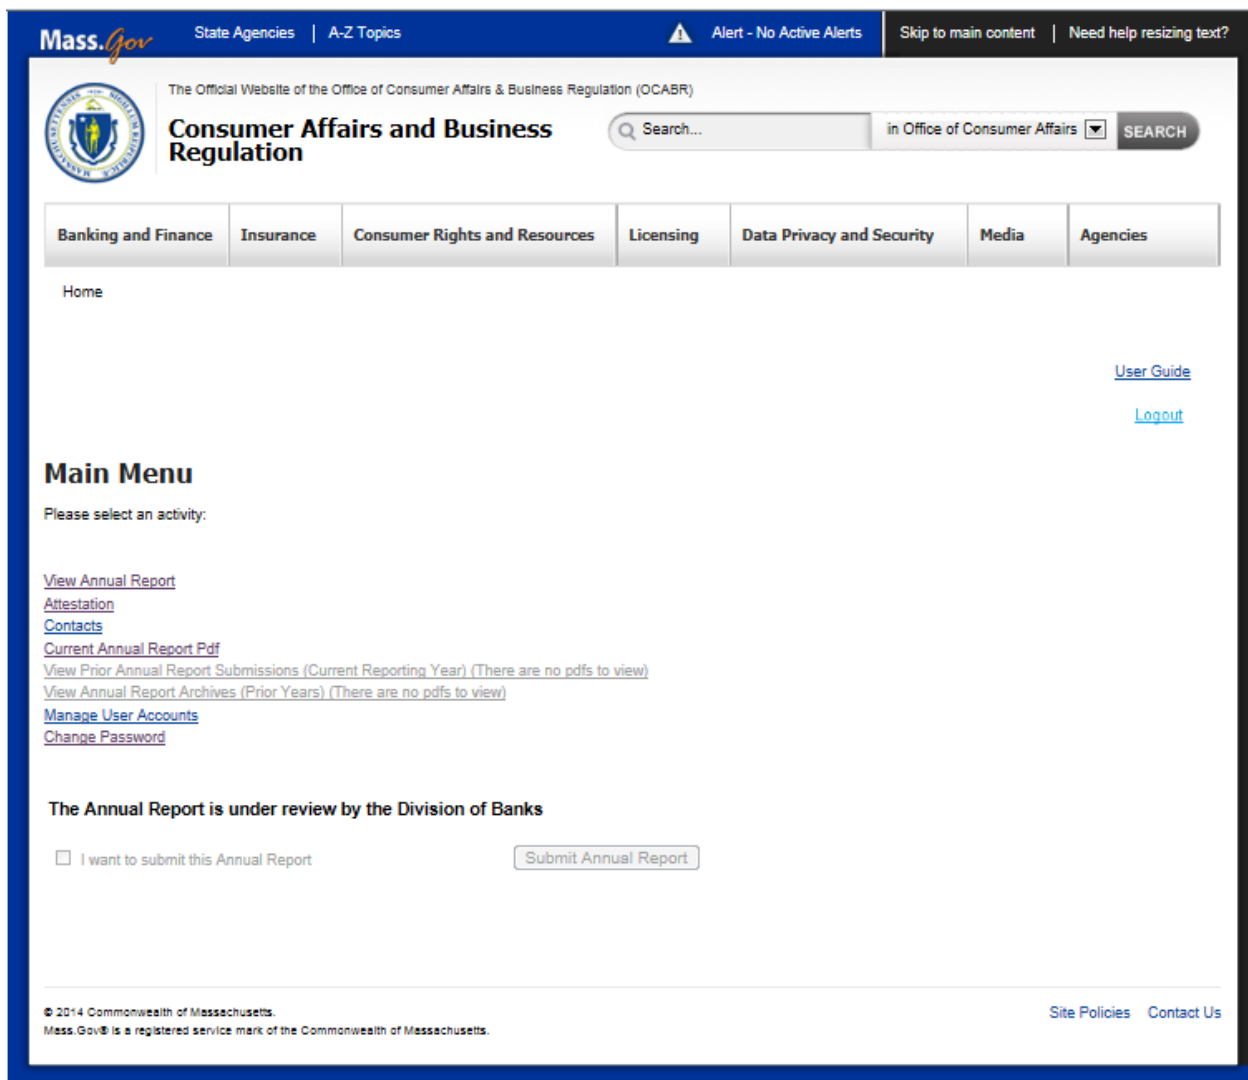 Mass.Gov State Agencies | A-Z Topics Alert - No Active Alerts Skip to main content | Need help resizing text?
The Official Website of the Office of Consumer Affairs & Business Regulation (OCABR)
Consumer Affairs and Business
Regulation
Search... in Office of Consumer Affairs SEARCH
Banking and Finance Insurance Consumer Rights and Resources Licensing Data Privacy and Security Media Agencies
Home
User Guide
Logout
Main Menu
Please select an activity:
View Annual Report
Attestation
Contacts
Current Annual Report Pdf
View Prior Annual Report Submissions (Current Reporting Year) (There are no pdfs to view)
View Annual Report Archives (Prior Years) (There are no pdfs to view)
Manage User Accounts
Change Password
The Annual Report is under review by the Division of Banks
I want to submit this Annual Report Submit Annual Report
© 2014 Commonwealth of Massachusetts. Site Policies Contact Us
Mass.Gov® is a registered service mark of the Commonwealth of Massachusetts.